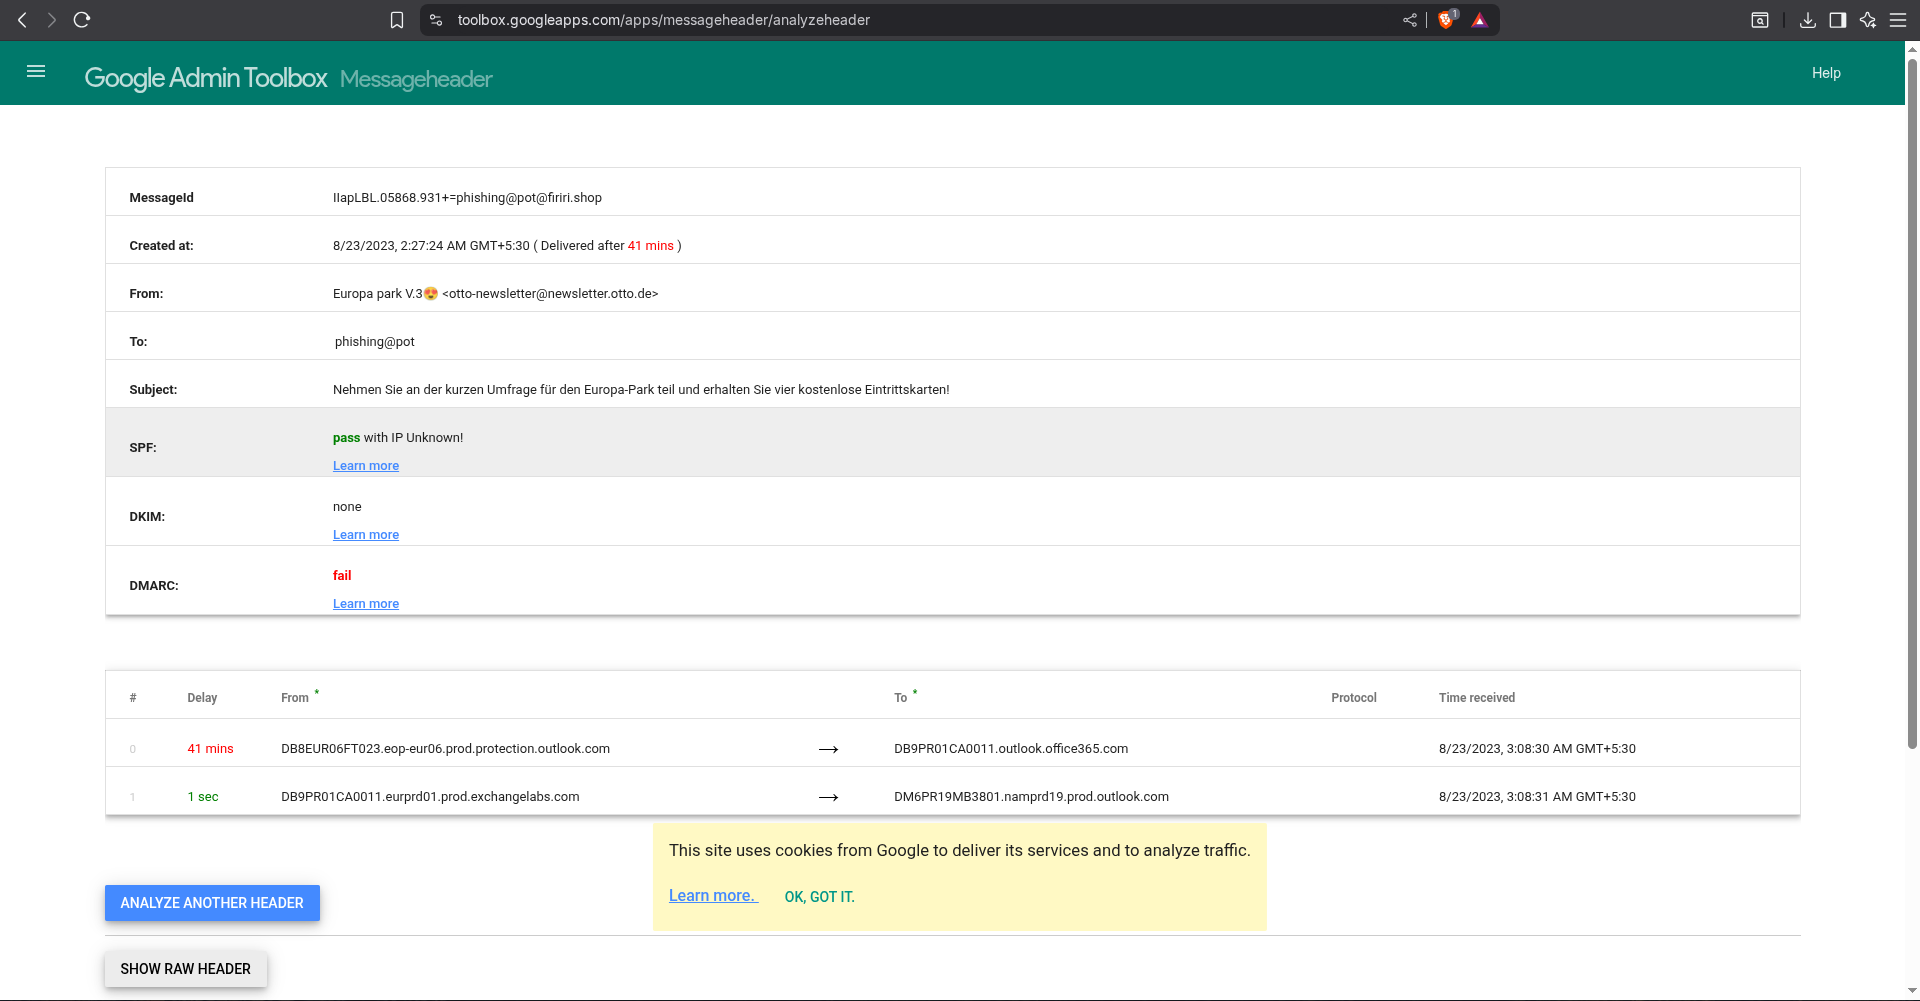 toolbox.googleapps.com/apps/messageheader/analyzeheader
1
Google Admin Toolbox Messageheader
Help
MessageId IIapLBL.05868.931+=phishing@pot@firiri.shop
Created at: 8/23/2023, 2:27:24 AM GMT+5:30 ( Delivered after 41 mins )
From: Europa park V.3😍 <otto-newsletter@newsletter.otto.de>
To: phishing@pot
Subject: Nehmen Sie an der kurzen Umfrage für den Europa-Park teil und erhalten Sie vier kostenlose Eintrittskarten!
SPF: pass with IP Unknown!
Learn more
DKIM: none
Learn more
DMARC: fail
Learn more
# Delay From * To * Protocol Time received
0 41 mins DB8EUR06FT023.eop-eur06.prod.protection.outlook.com → DB9PR01CA0011.outlook.office365.com 8/23/2023, 3:08:30 AM GMT+5:30
1 1 sec DB9PR01CA0011.eurprd01.prod.exchangelabs.com → DM6PR19MB3801.namprd19.prod.outlook.com 8/23/2023, 3:08:31 AM GMT+5:30
This site uses cookies from Google to deliver its services and to analyze traffic.
Learn more. OK, GOT IT.
ANALYZE ANOTHER HEADER
SHOW RAW HEADER